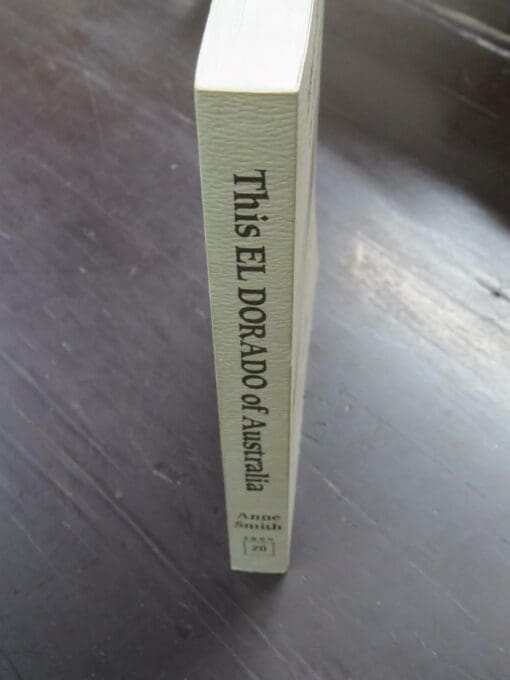 This EL DORADO of Australia
Anne
Smith
20